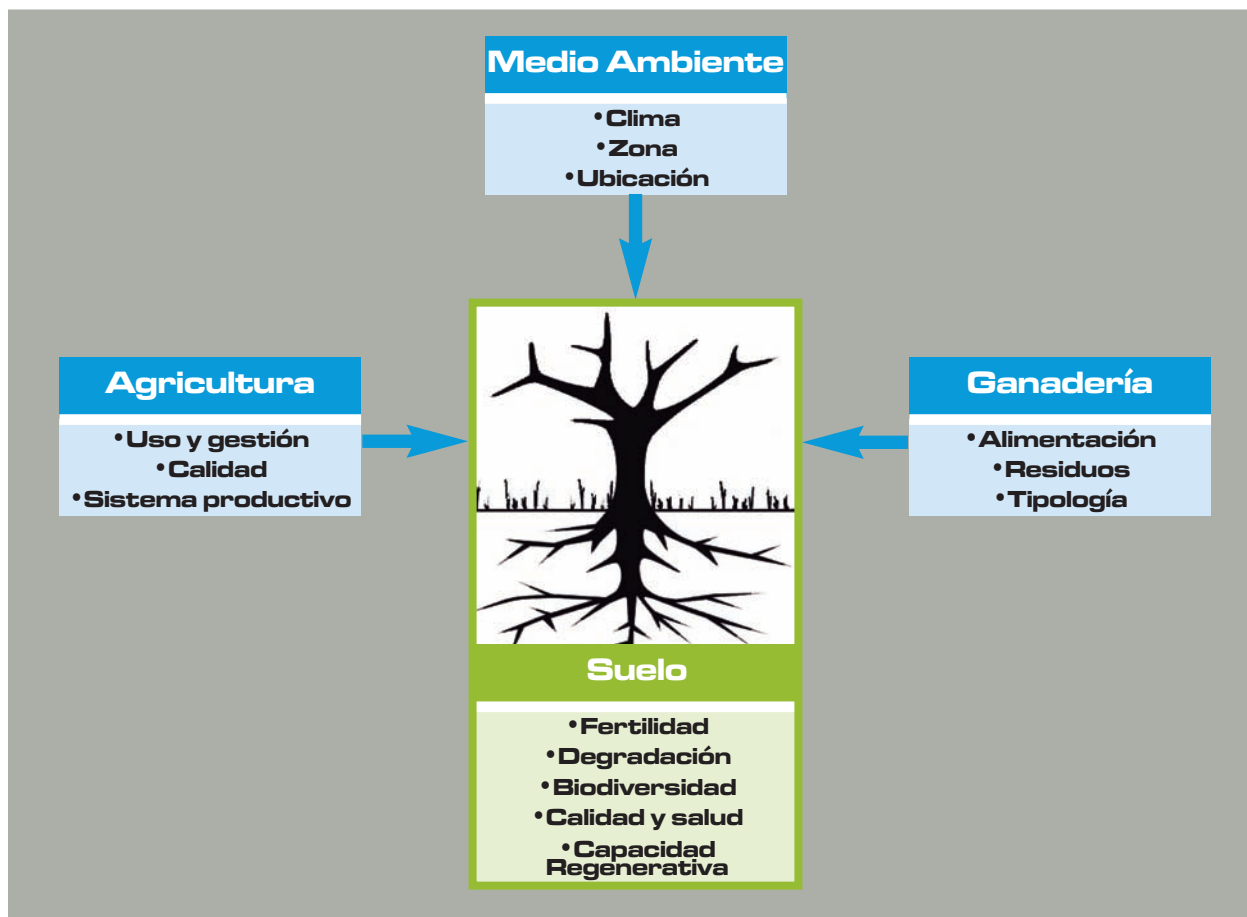 Medio Ambiente
•Clima
•Zona
•Ubicación
Agricultura
•Uso y gestión
•Calidad
•Sistema productivo
Ganadería
•Alimentación
•Residuos
•Tipología
Suelo
•Fertilidad
•Degradación
•Biodiversidad
•Calidad y salud
•Capacidad
Regenerativa